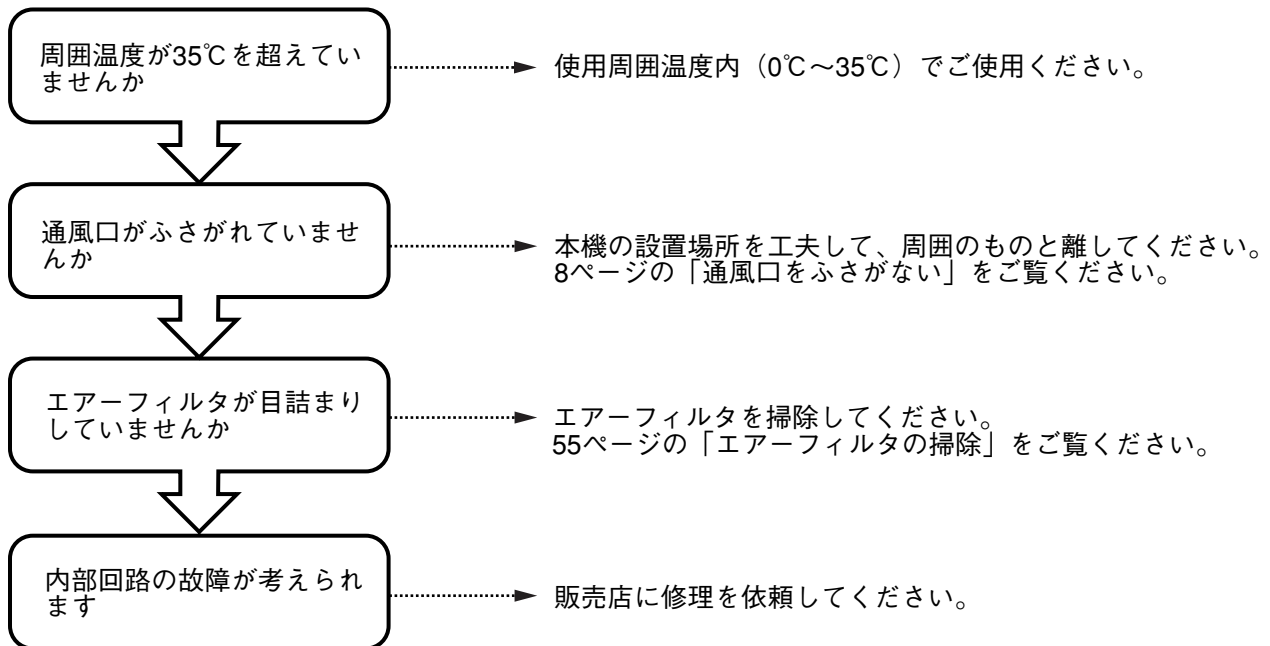 周囲温度が35℃を超えてい
ませんか
使用周囲温度内（0℃～35℃）でご使用ください。
通風口がふさがれていませ
んか
本機の設置場所を工夫して、周囲のものと離してください。
8ページの「通風口をふさがない」をご覧ください。
エアーフィルタが目詰まり
していませんか
エアーフィルタを掃除してください。
55ページの「エアーフィルタの掃除」をご覧ください。
内部回路の故障が考えられ
ます
販売店に修理を依頼してください。